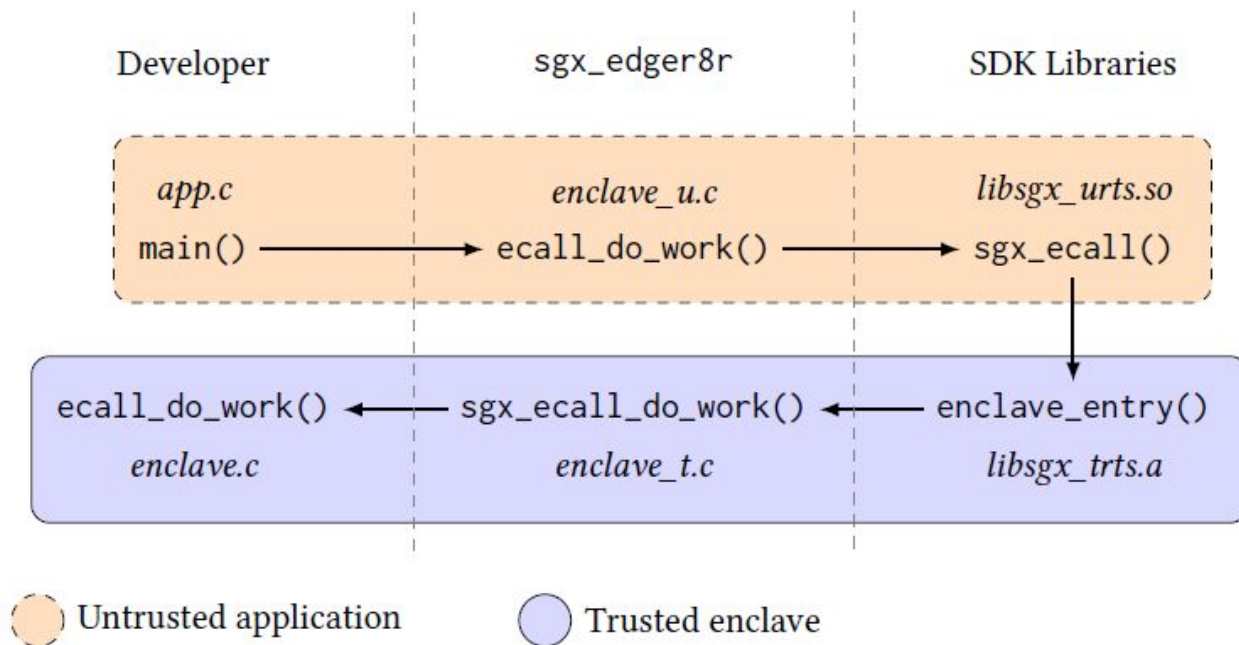 Developer sgx_edger8r SDK Libraries
app.c enclave_u.c libsgx_urts.so
main() ecall_do_work() sgx_ecall()
ecall_do_work() sgx_ecall_do_work() enclave_entry()
enclave.c enclave_t.c libsgx_trts.a
Untrusted application Trusted enclave